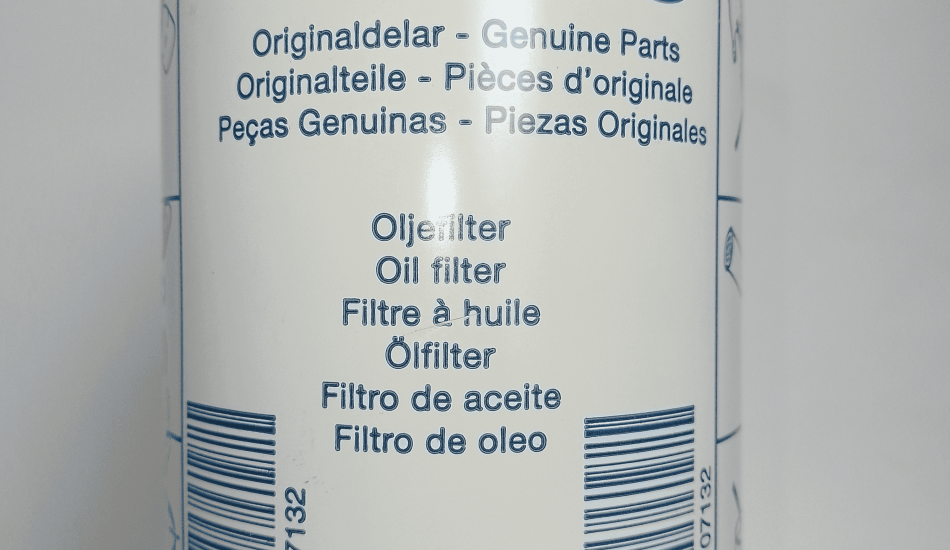 Originaldelar - Genuine Parts
Originalteile - Pièces d'originale
Peças Genuinas - Piezas Originales
Oljefilter
Oil filter
Filtre à huile
Ölfilter
Filtro de aceite
Filtro de oleo
7132
07132